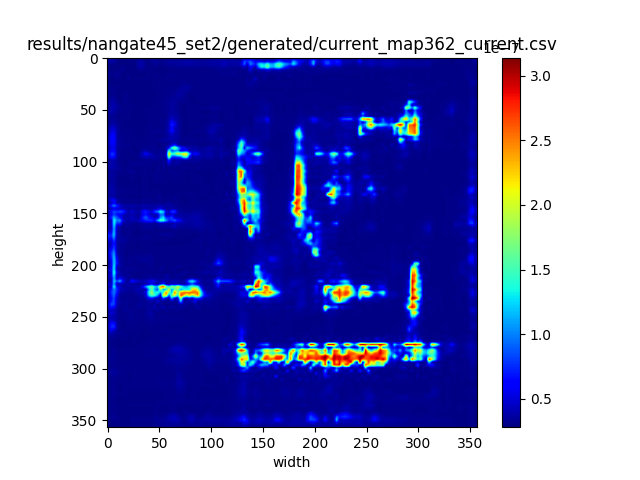 results/nangate45_set2/generated/current_map362_current.csv
1e−7
0
50
100
150
200
250
300
350
height
0 50 100 150 200 250 300 350
width
3.0
2.5
2.0
1.5
1.0
0.5